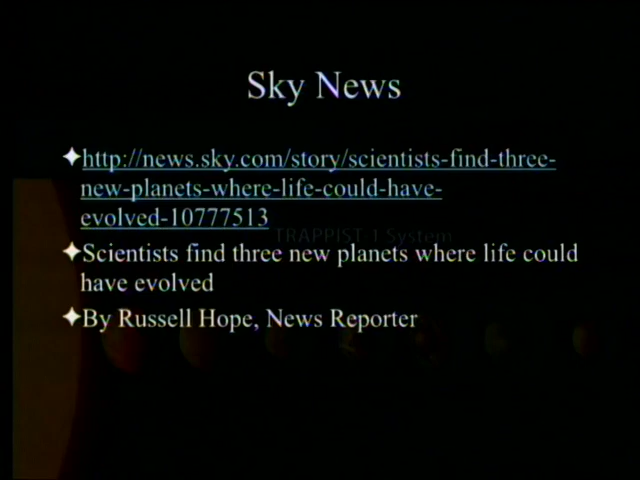 Sky News
http://news.sky.com/story/scientists-find-three-
new-planets-where-life-could-have-
evolved-10777513
TRAPPIST-1 System
Scientists find three new planets where life could
have evolved
By Russell Hope, News Reporter